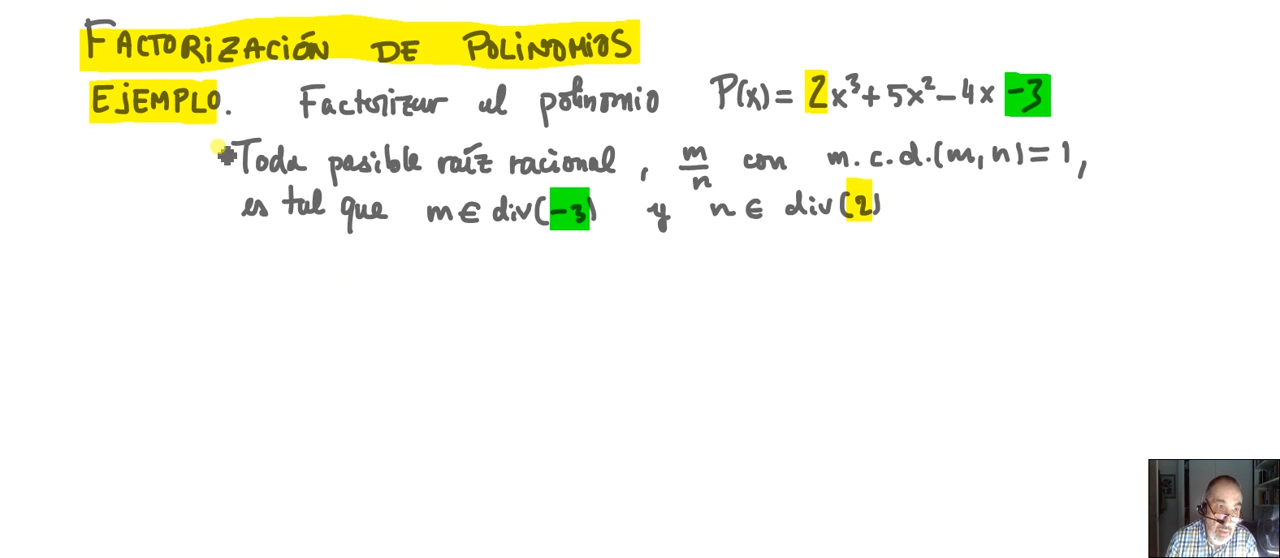 FACTORIZACIÓN DE POLINOMIOS
EJEMPLO. Factorizar el polinomio P(x)= 2x³+5x²-4x-3
*Toda posible raíz racional, m/n con m.c.d.(m,n)=1,
es tal que m∈div(-3) y n∈div(2)